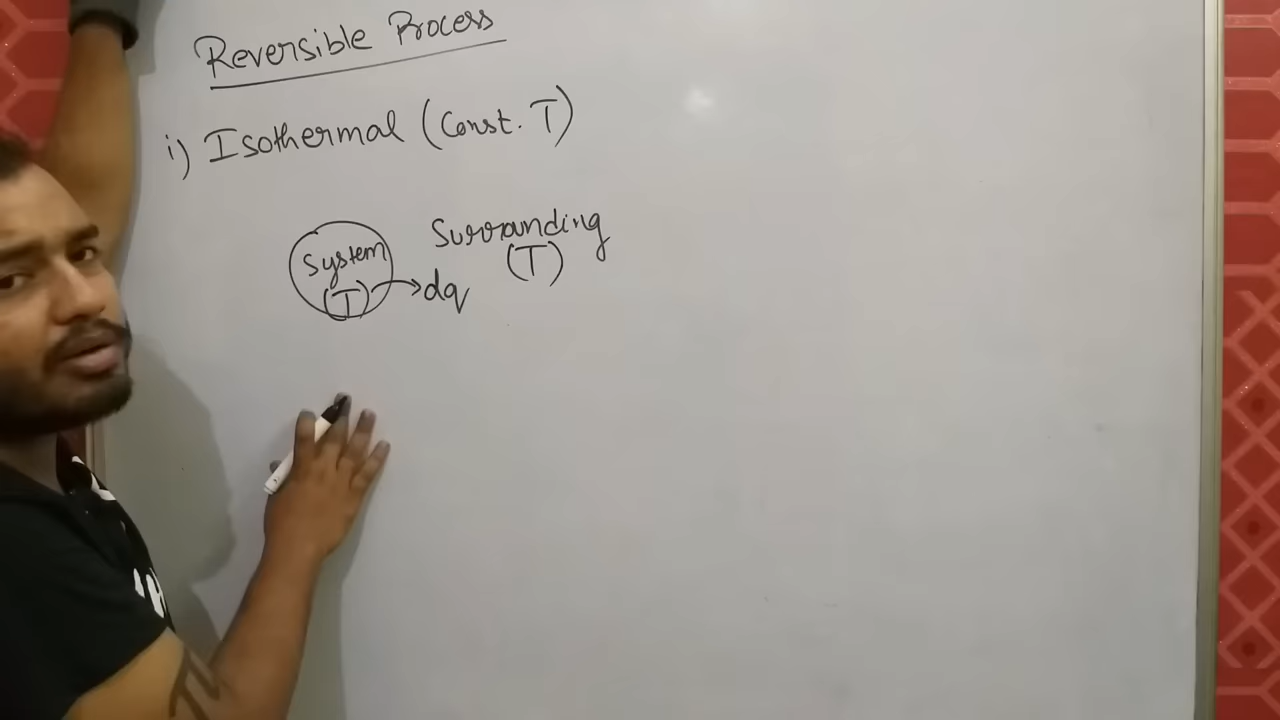 Reversible Process
i) Isothermal (Const. T)
System
(T)
Surrounding
(T)
dq